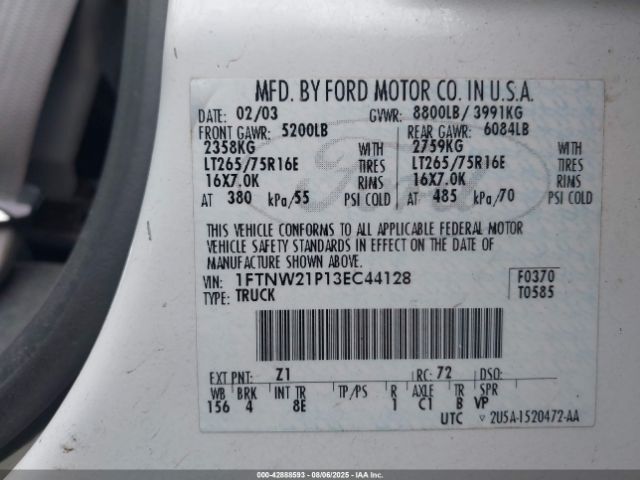 MFD. BY FORD MOTOR CO. IN U.S.A.
DATE: 02/03 GVWR: 8800LB/ 3991KG
FRONT GAWR: 5200LB REAR GAWR: 6084LB
2358KG WITH 2759KG WITH
LT265/75R16E TIRES LT265/75R16E TIRES
16X7.0K RIMS 16X7.0K RIMS
AT 380 kPa/55 PSI COLD AT 485 kPa/70 PSI COLD
Ford
THIS VEHICLE CONFORMS TO ALL APPLICABLE FEDERAL MOTOR
VEHICLE SAFETY STANDARDS IN EFFECT ON THE DATE OF
MANUFACTURE SHOWN ABOVE.
VIN: 1FTNW21P13EC44128 F0370
TYPE: TRUCK T0585
EXT PNT: Z1 RC: 72 DSO:
WB BRK INT TR TP/PS R AXLE TR SPR
156 4 8E 1 C1 B VP
UTC 2U5A-1520472-AA
000-42888593 - 08/06/2025 - IAAI.COM